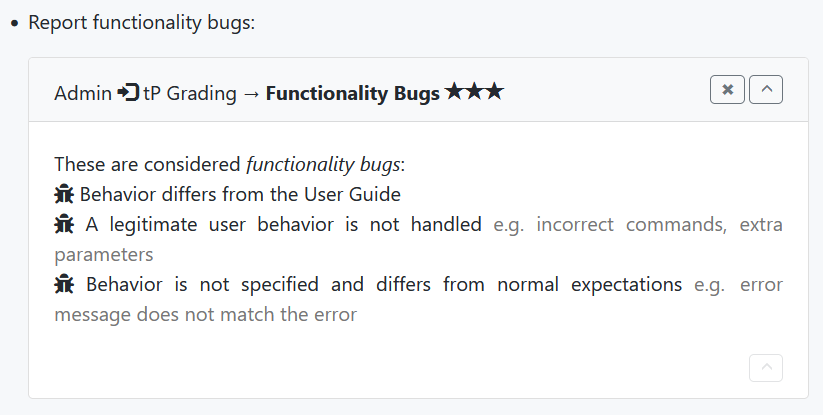 Report functionality bugs:
Admin tP Grading → Functionality Bugs ★★★
These are considered functionality bugs:
Behavior differs from the User Guide
A legitimate user behavior is not handled e.g. incorrect commands, extra
parameters
Behavior is not specified and differs from normal expectations e.g. error
message does not match the error